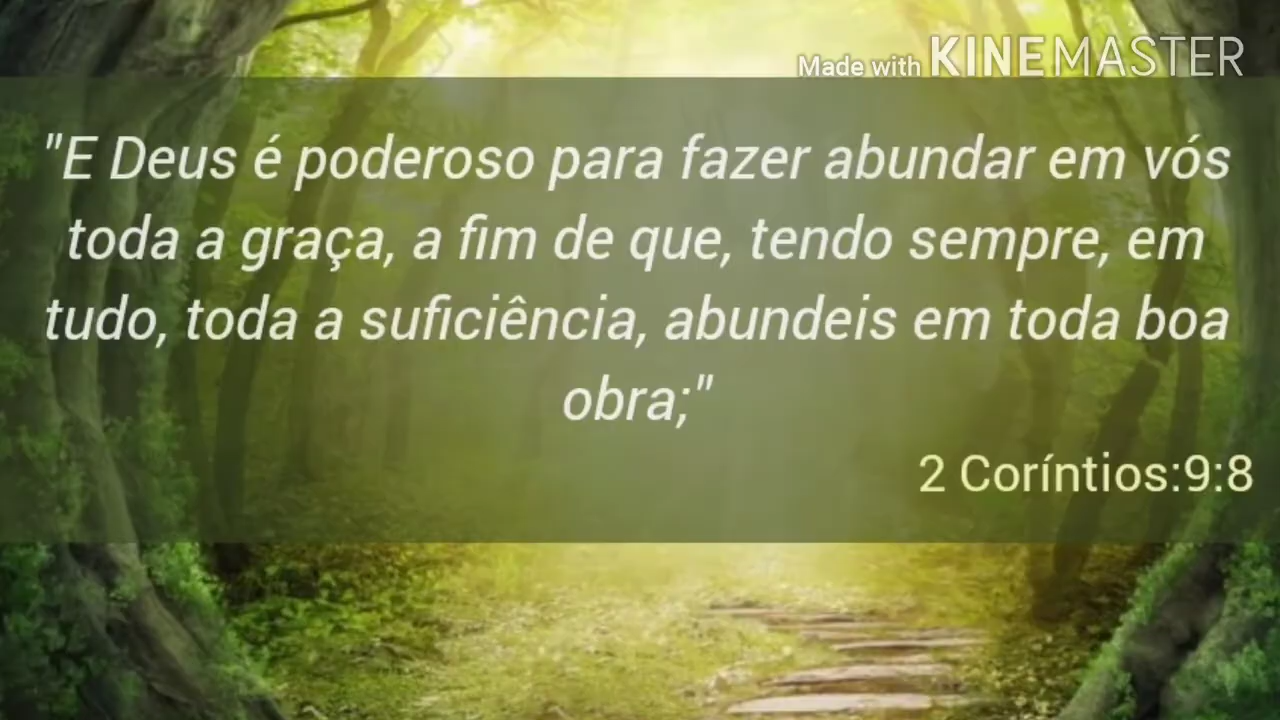 Made with KINEMASTER
"E Deus é poderoso para fazer abundar em vós
toda a graça, a fim de que, tendo sempre, em
tudo, toda a suficiência, abundeis em toda boa
obra;"
2 Coríntios:9:8